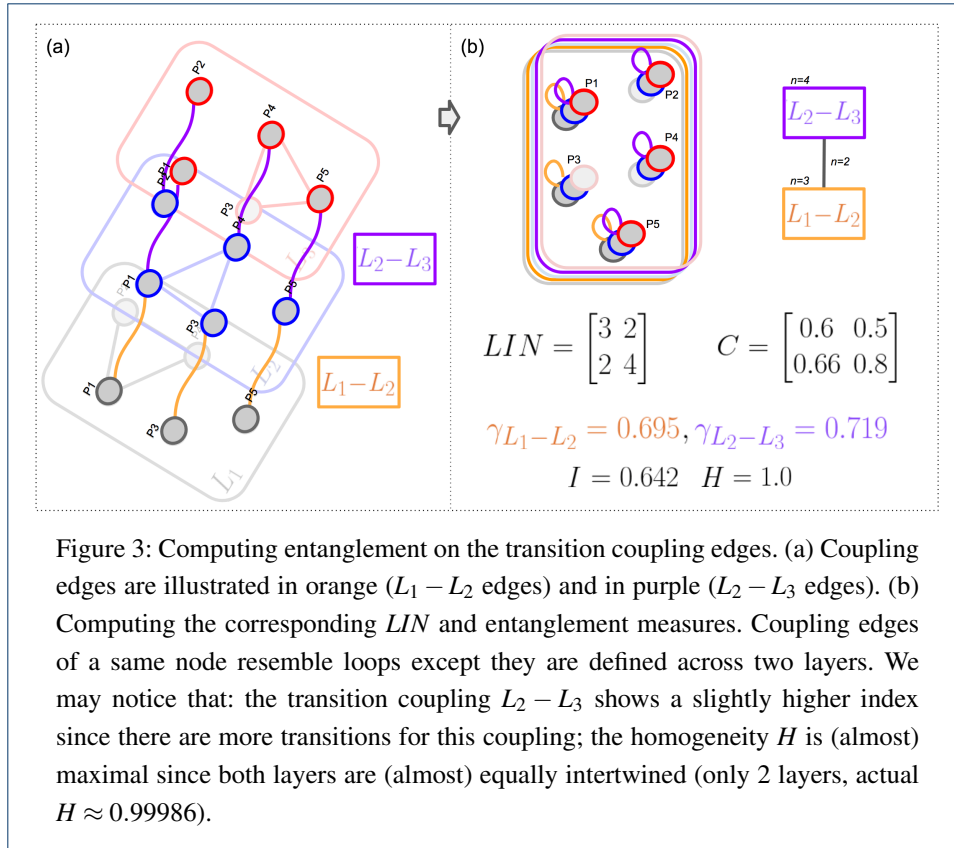 (a)
P2
P4
P1
P2
P5
P3
P4
L3
P1
P5
L2−L3
P3
L2
P1
L1−L2
P5
P3
L1
(b)
P1
P2
P3
P4
P5
n=4
L2−L3
n=2
n=3
L1−L2
LIN = [3 2
2 4]
C = [0.6 0.5
0.66 0.8]
γL1−L2 = 0.695, γL2−L3 = 0.719
I = 0.642 H = 1.0
Figure 3: Computing entanglement on the transition coupling edges. (a) Coupling
edges are illustrated in orange (L1 − L2 edges) and in purple (L2 − L3 edges). (b)
Computing the corresponding LIN and entanglement measures. Coupling edges
of a same node resemble loops except they are defined across two layers. We
may notice that: the transition coupling L2 − L3 shows a slightly higher index
since there are more transitions for this coupling; the homogeneity H is (almost)
maximal since both layers are (almost) equally intertwined (only 2 layers, actual
H ≈ 0.99986).